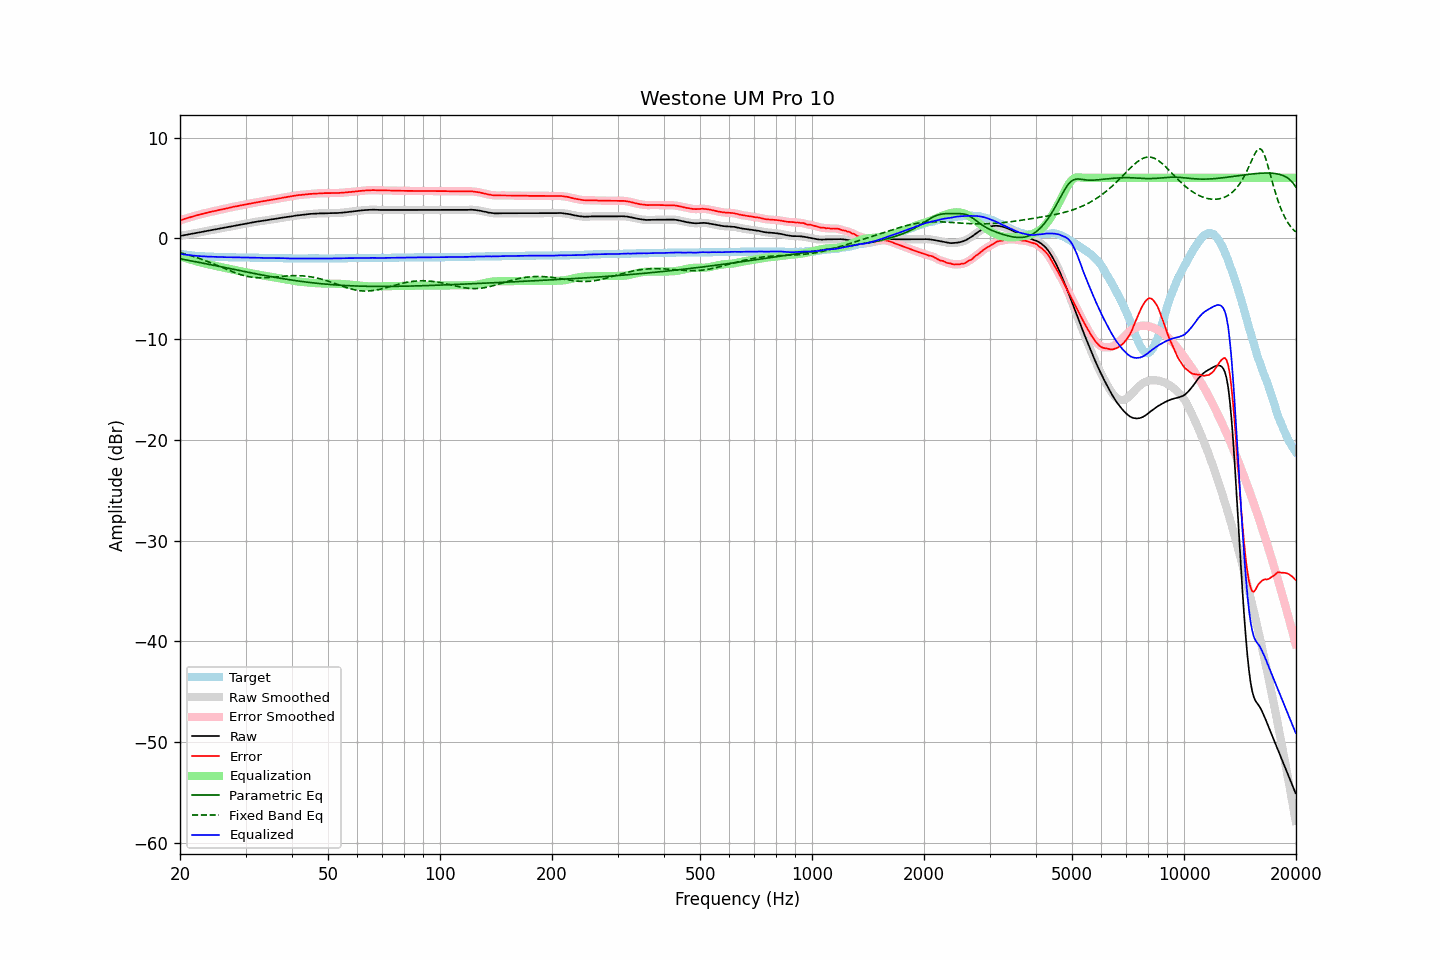 Westone UM Pro 10
Amplitude (dBr)
10
0
−10
−20
−30
−40
−50
−60
Target
Raw Smoothed
Error Smoothed
Raw
Error
Equalization
Parametric Eq
Fixed Band Eq
Equalized
20 50 100 200 500 1000 2000 5000 10000 20000
Frequency (Hz)